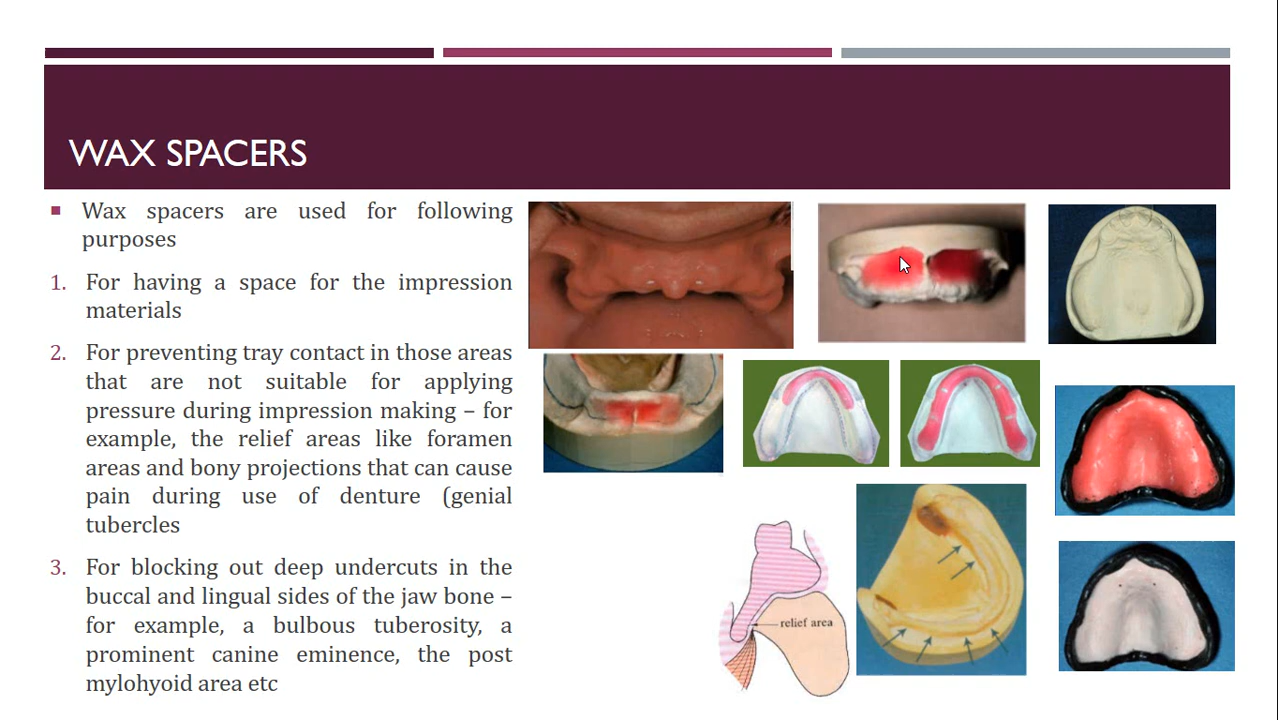 WAX SPACERS
▪ Wax spacers are used for following
purposes
1. For having a space for the impression
materials
2. For preventing tray contact in those areas
that are not suitable for applying
pressure during impression making – for
example, the relief areas like foramen
areas and bony projections that can cause
pain during use of denture (genial
tubercles
3. For blocking out deep undercuts in the
buccal and lingual sides of the jaw bone –
for example, a bulbous tuberosity, a
prominent canine eminence, the post
mylohyoid area etc
relief area